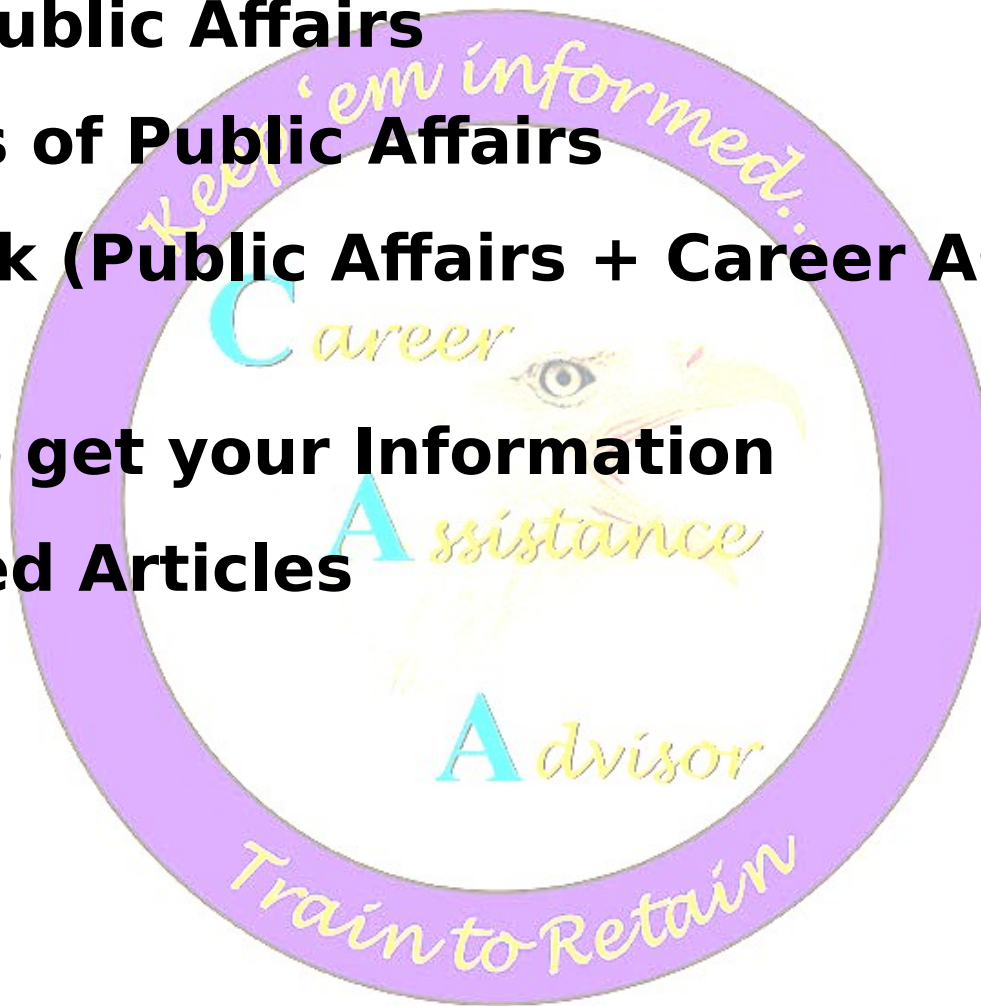 ublic Affairs
Keep 'em informed...
s of Public Affairs
k (Public Affairs + Career A
Career
get your Information
Assistance
ed Articles
Advisor
Train to Retain